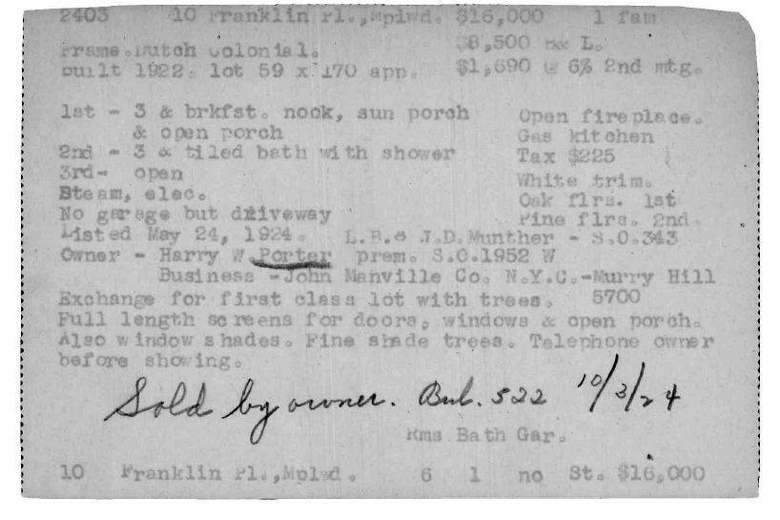 2403 10 Franklin Pl.,Mplwd. $16,000 1 fam
Frame.Dutch Colonial. $8,500 B& L.
built 1922. lot 59 x 170 app. $1,690 @ 6% 2nd mtg.
1st - 3 & brkfst. nook, sun porch Open fireplace.
& open porch Gas kitchen
2nd - 3 & tiled bath with shower Tax $225
3rd- open White trim.
Steam, elec. Oak flrs. 1st
No garage but driveway Pine flrs. 2nd.
Listed May 24, 1924. L.B.& J.D.Munther - S.O.343
Owner - Harry W.Porter prem. S.O.1952 W
Business -John Manville Co. N.Y.C.-Murry Hill
Exchange for first class lot with trees. 5700
Full length screens for doors, windows & open porch.
Also window shades. Fine shade trees. Telephone owner
before showing.
Sold by owner. Bul. 522 10/3/24
Rms Bath Gar.
10 Franklin Pl.,Mplwd. 6 1 no St. $16,000